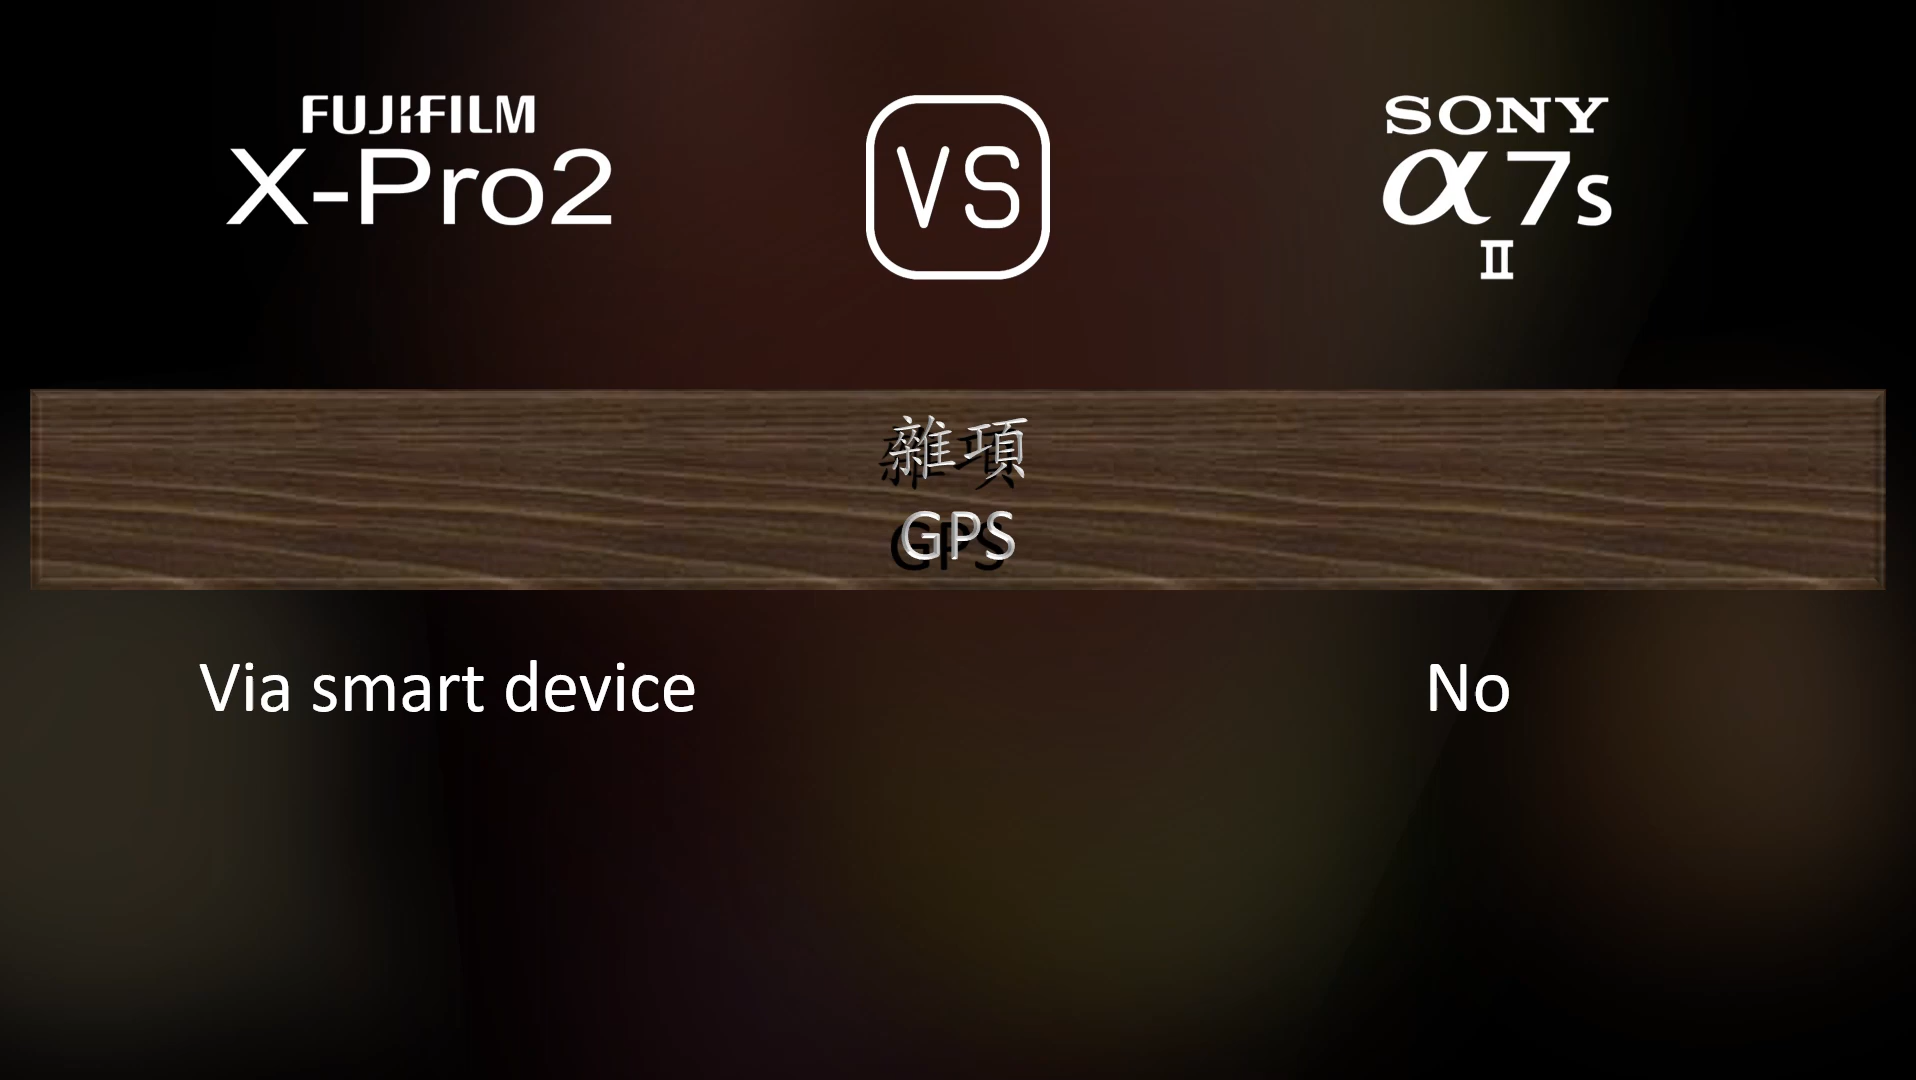 FUJIFILM
X-Pro2
VS
SONY
α7s
II
雜項
GPS
Via smart device
No